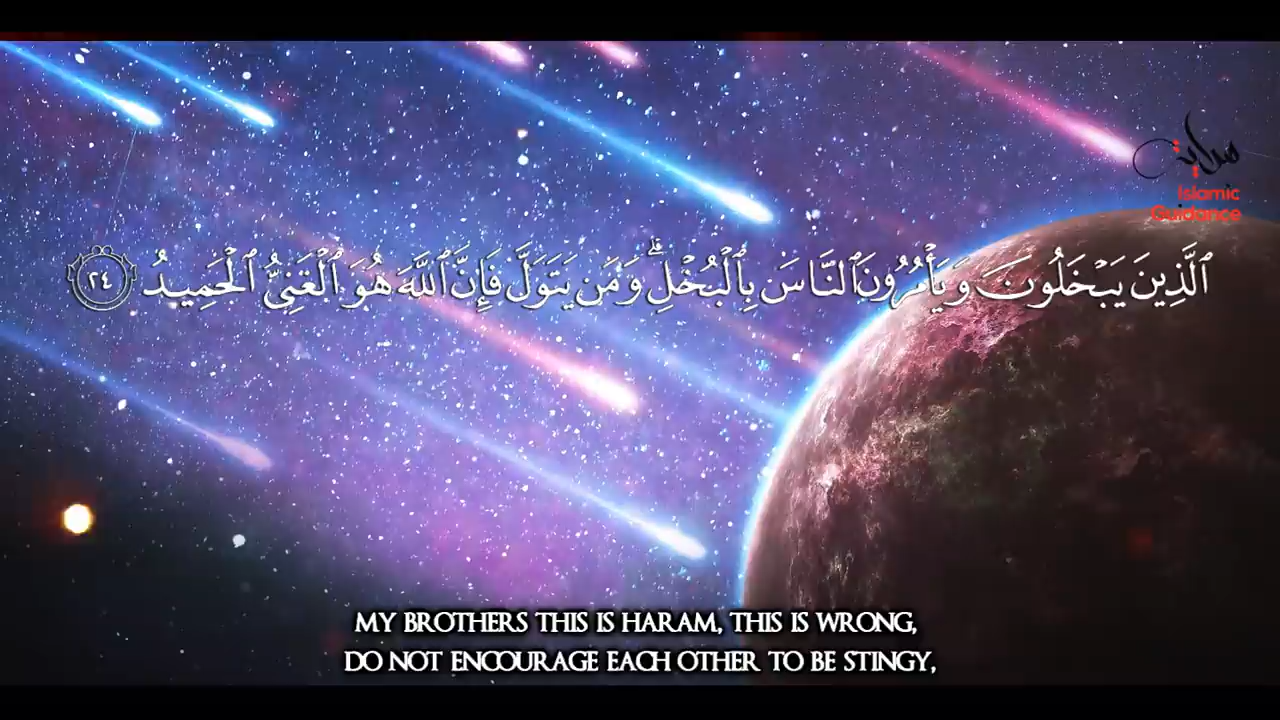 هداية
Islamic
Guidance
ٱلَّذِينَ يَبْخَلُونَ وَيَأْمُرُونَ ٱلنَّاسَ بِٱلْبُخْلِ ۗ وَمَن يَتَوَلَّ فَإِنَّ ٱللَّهَ هُوَ ٱلْغَنِىُّ ٱلْحَمِيدُ ٢٤
MY BROTHERS THIS IS HARAM, THIS IS WRONG,
DO NOT ENCOURAGE EACH OTHER TO BE STINGY,